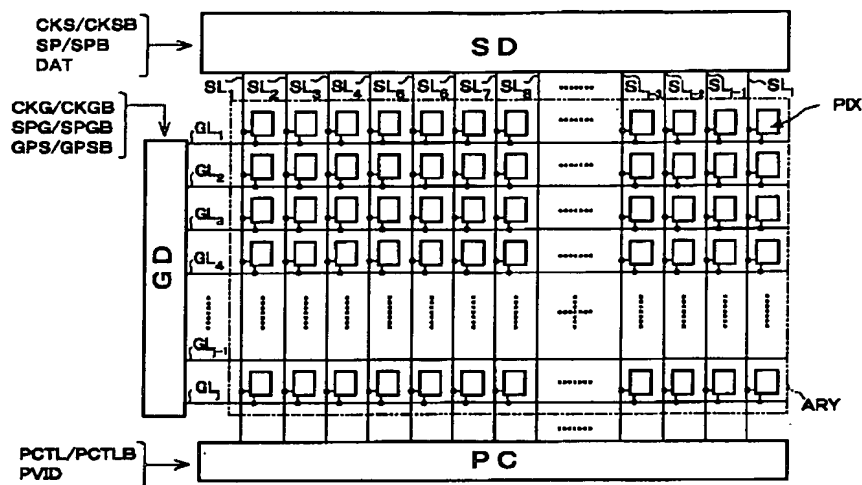 CKS/CKSB
SP/SPB
DAT
SD
SL1 SL2 SL3 SL4 SL5 SL6 SL7 SL8 ....... SLi-3 SLi-2 SLi-1 SLi
CKG/CKGB
SPG/SPGB
GPS/GPSB
PIX
GL1
GL2
GL3
GL4
GD
GLj-1
GLj
ARY
PCTL/PCTLB
PVID
PC